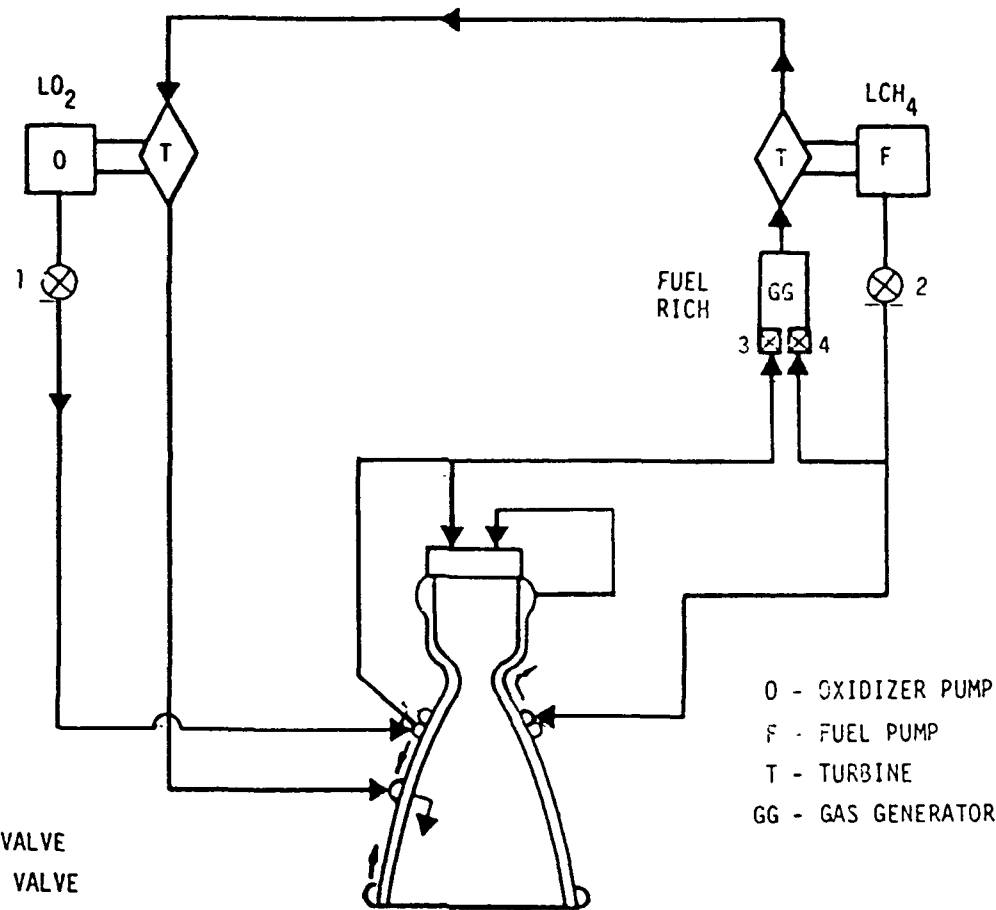 LO2
LCH4
O
T
T
F
1
2
FUEL
RICH
GG
3
4
O - OXIDIZER PUMP
F - FUEL PUMP
T - TURBINE
GG - GAS GENERATOR
VALVE
VALVE